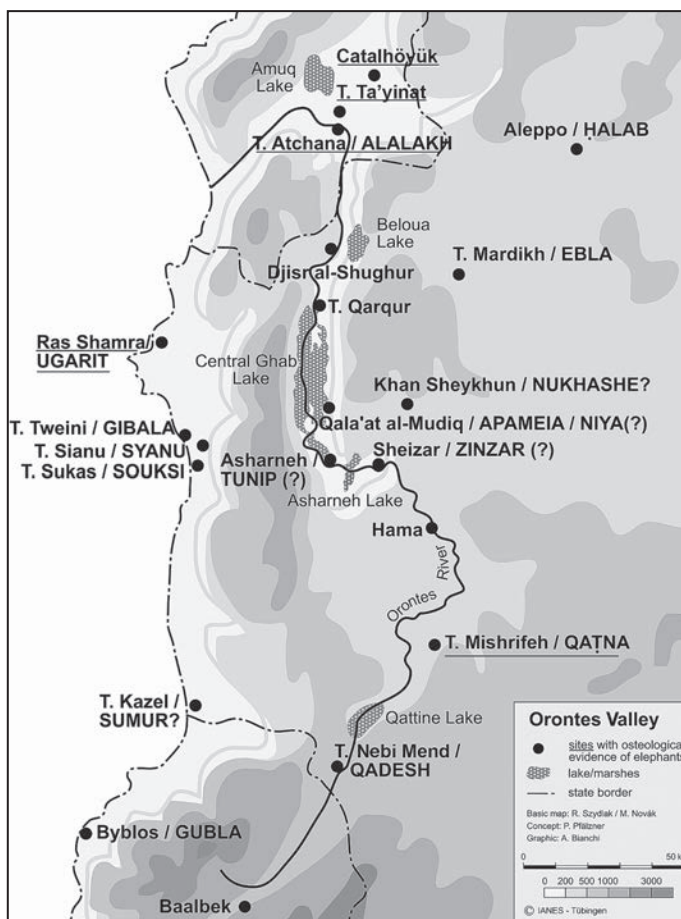 Catalhöyük
Amuq
Lake
T. Ta'yinat
T. Atchana / ALALAKH
Aleppo / ḤALAB
Beloua
Lake
Djisr al-Shughur
T. Mardikh / EBLA
T. Qarqur
Ras Shamra/
UGARIT
Central Ghab
Lake
Khan Sheykhun / NUKHASHE?
Qala'at al-Mudiq / APAMEIA / NIYA(?)
T. Tweini / GIBALA
T. Sianu / SYANU
T. Sukas / SOUKSI
Asharneh /
TUNIP (?)
Sheizar / ZINZAR (?)
Asharneh Lake
Hama
Orontes River
T. Mishrifeh / QAṬNA
T. Kazel /
SUMUR?
Qattine Lake
T. Nebi Mend /
QADESH
Byblos / GUBLA
Baalbek
Orontes Valley
sites with osteological
evidence of elephants
lake/marshes
state border
Basic map: R. Szydlak / M. Novák
Concept: P. Pfälzner
Graphic: A. Bianchi
0 50 k
0 200 500 1000 3000
© IANES - Tübingen